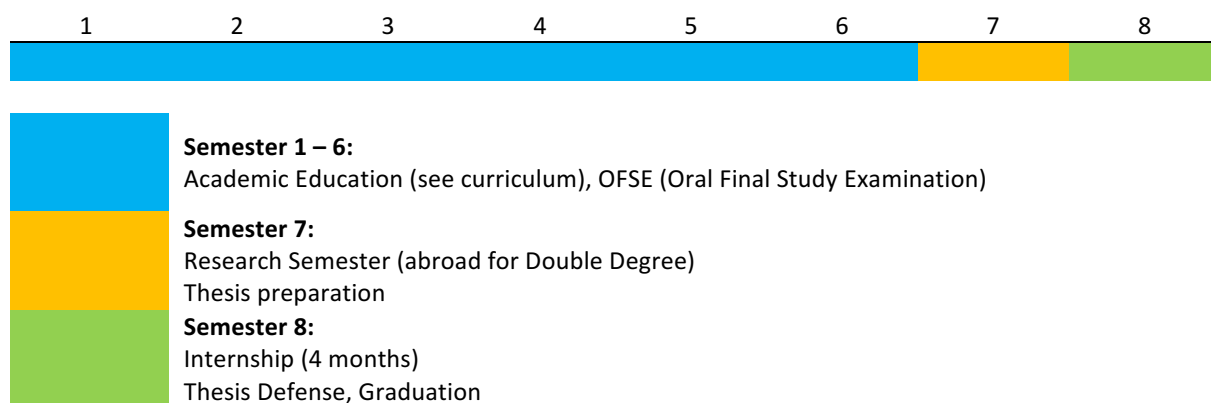 1 2 3 4 5 6 7 8
Semester 1 – 6:
Academic Education (see curriculum), OFSE (Oral Final Study Examination)
Semester 7:
Research Semester (abroad for Double Degree)
Thesis preparation
Semester 8:
Internship (4 months)
Thesis Defense, Graduation